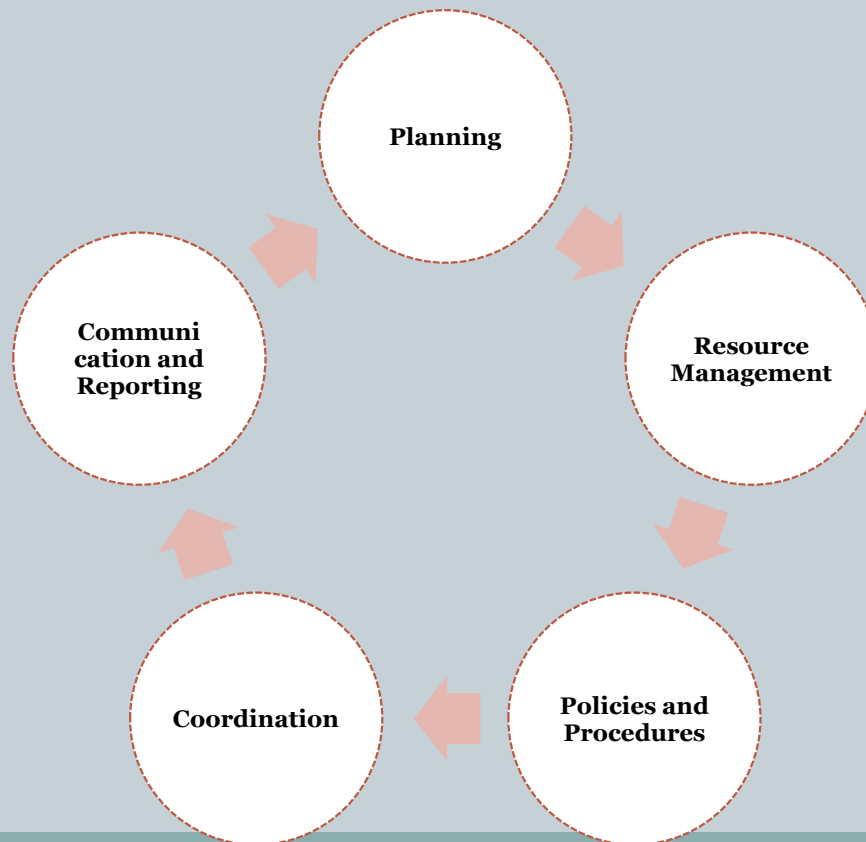 Planning
Resource
Management
Policies and
Procedures
Coordination
Communi
cation and
Reporting